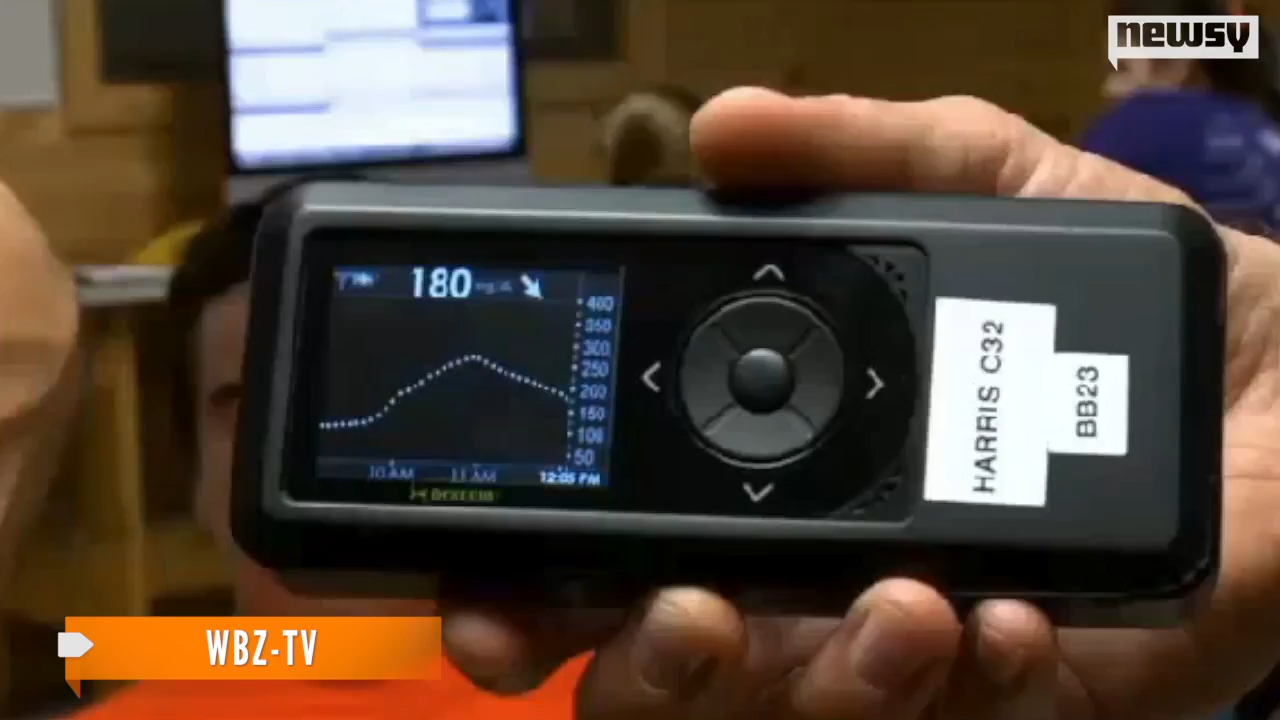 newsy
180 mg/dL
400
350
300
250
200
150
100
50
10 AM 11 AM 12:05 PM
Dexcom
HARRIS C32
BB23
WBZ-TV